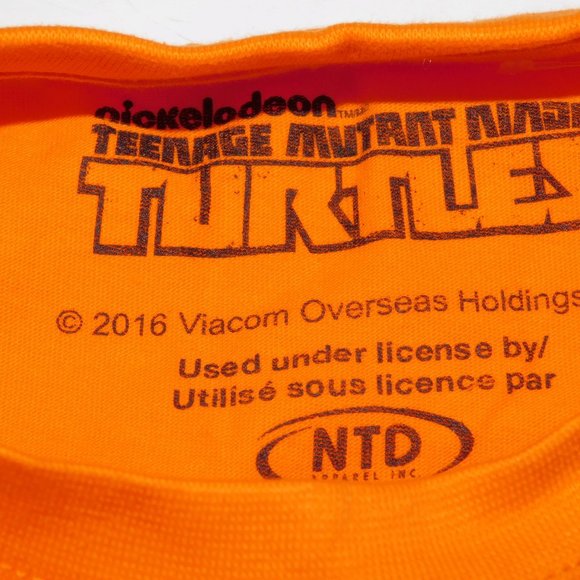 nickelodeon
TEENAGE MUTANT NINJA
TURTLES
© 2016 Viacom Overseas Holdings
Used under license by/
Utilisé sous licence par
NTD
APPAREL INC.